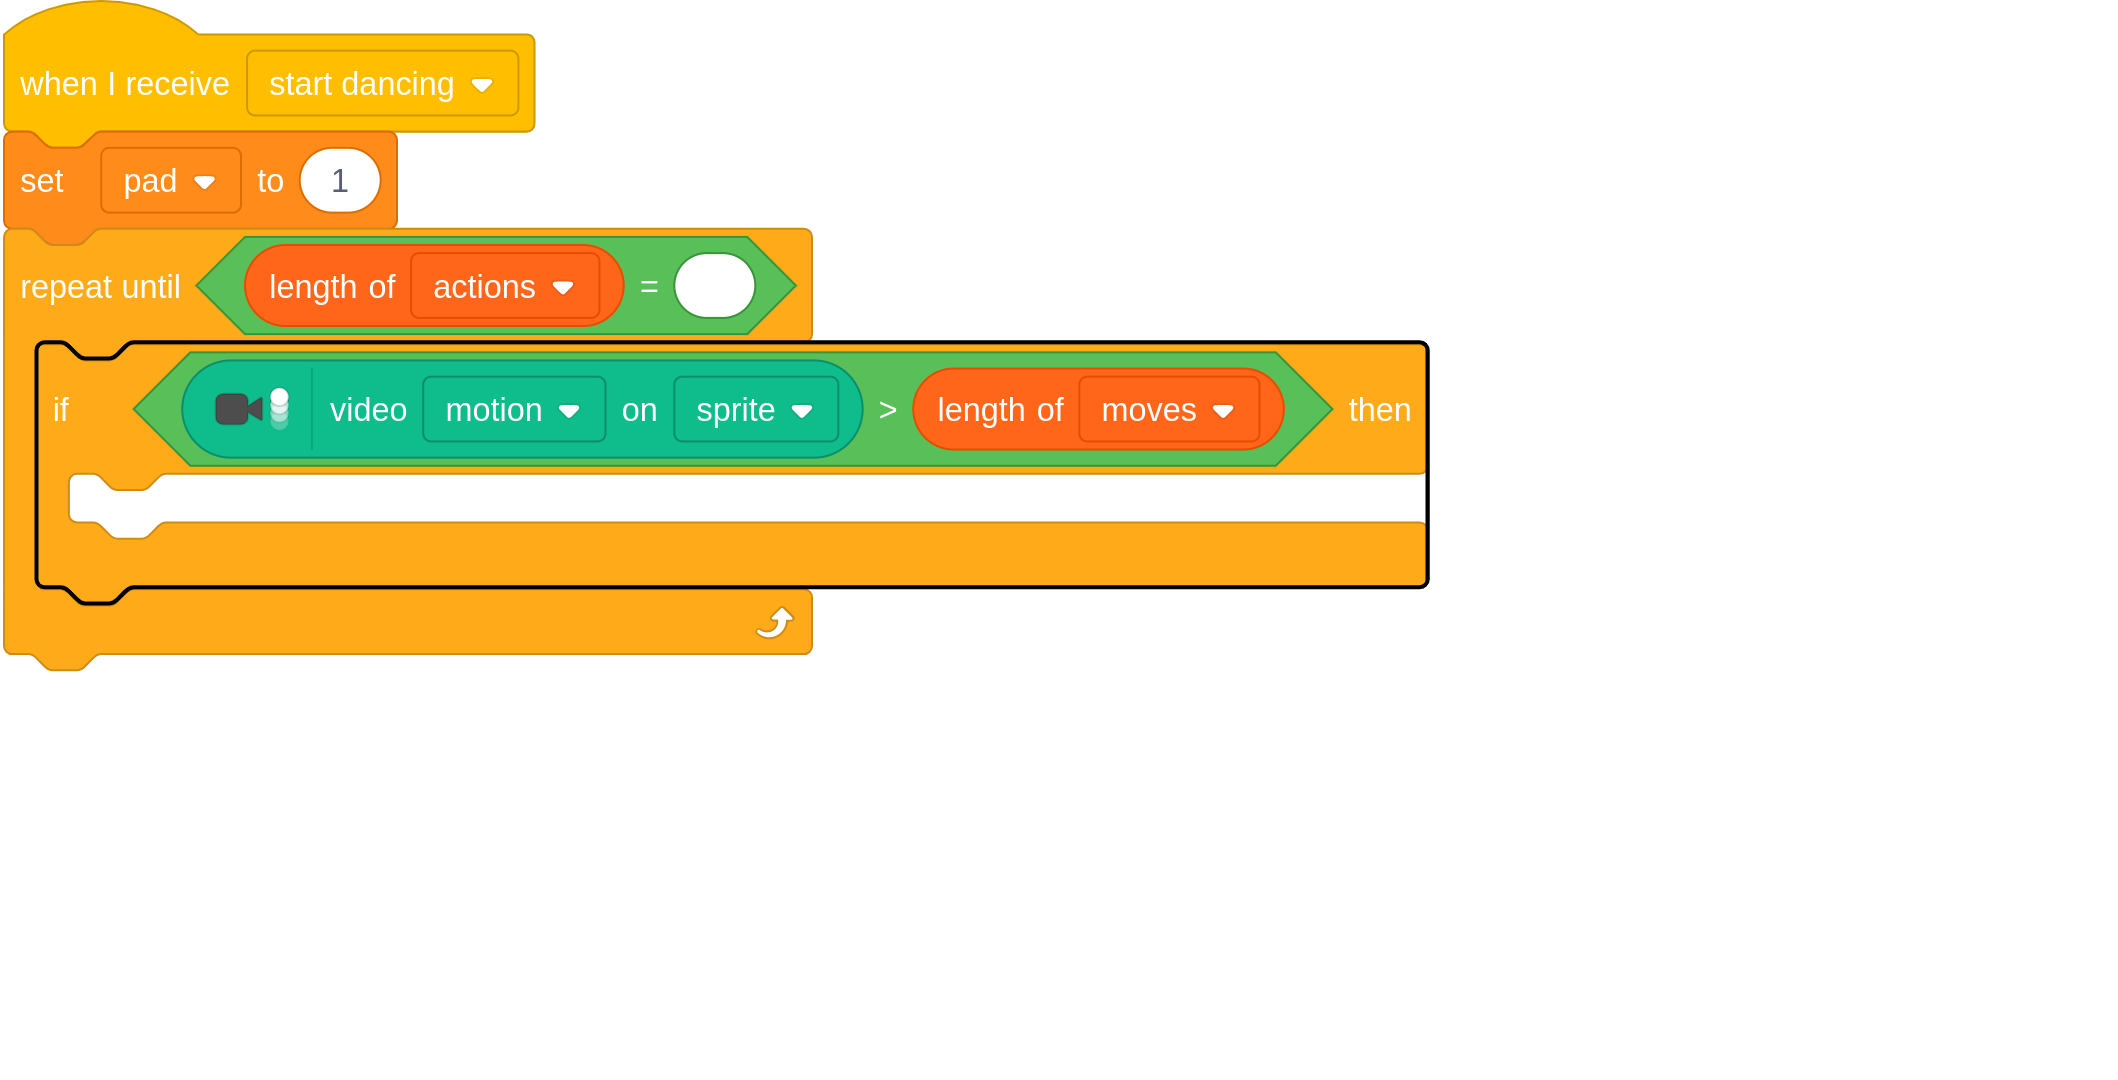 when I receive start dancing
set pad to 1
repeat until length of actions =
if video motion on sprite > length of moves then